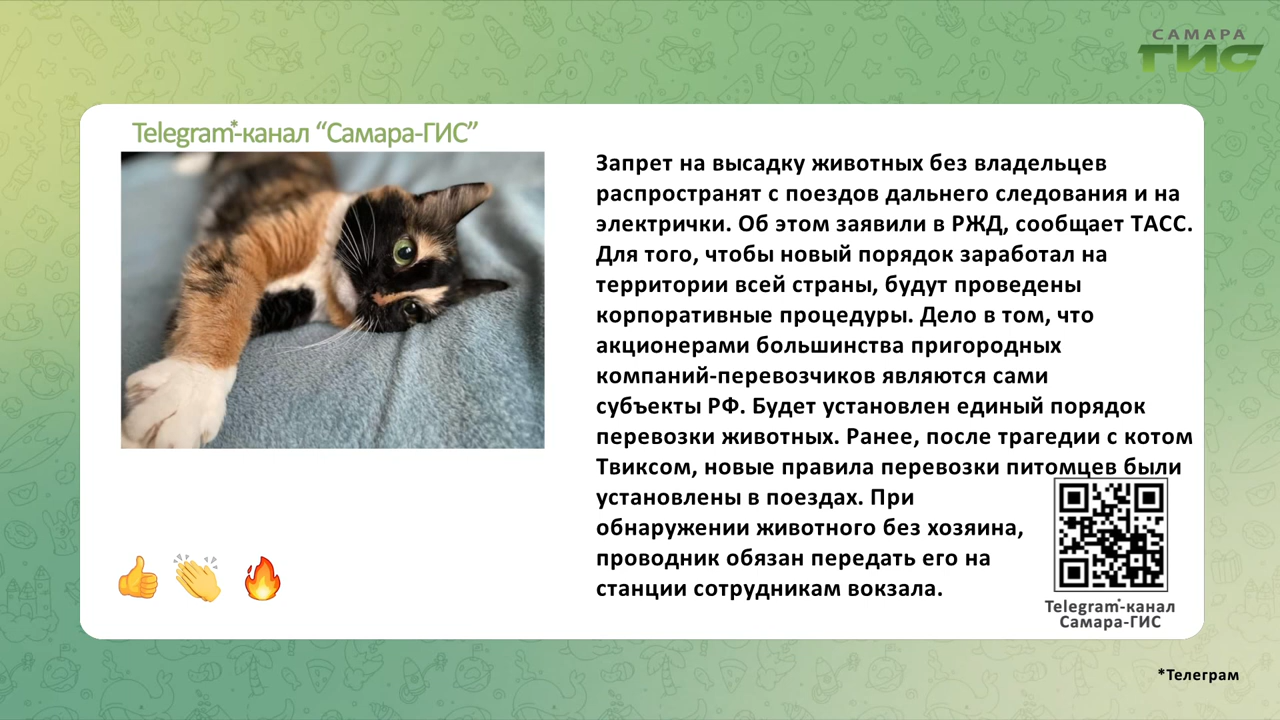 САМАРА
ГИС
Telegram*-канал “Самара-ГИС”
Запрет на высадку животных без владельцев
распространят с поездов дальнего следования и на
электрички. Об этом заявили в РЖД, сообщает ТАСС.
Для того, чтобы новый порядок заработал на
территории всей страны, будут проведены
корпоративные процедуры. Дело в том, что
акционерами большинства пригородных
компаний-перевозчиков являются сами
субъекты РФ. Будет установлен единый порядок
перевозки животных. Ранее, после трагедии с котом
Твиксом, новые правила перевозки питомцев были
установлены в поездах. При
обнаружении животного без хозяина,
проводник обязан передать его на
станции сотрудникам вокзала.
Telegram*-канал
Самара-ГИС
*Телеграм